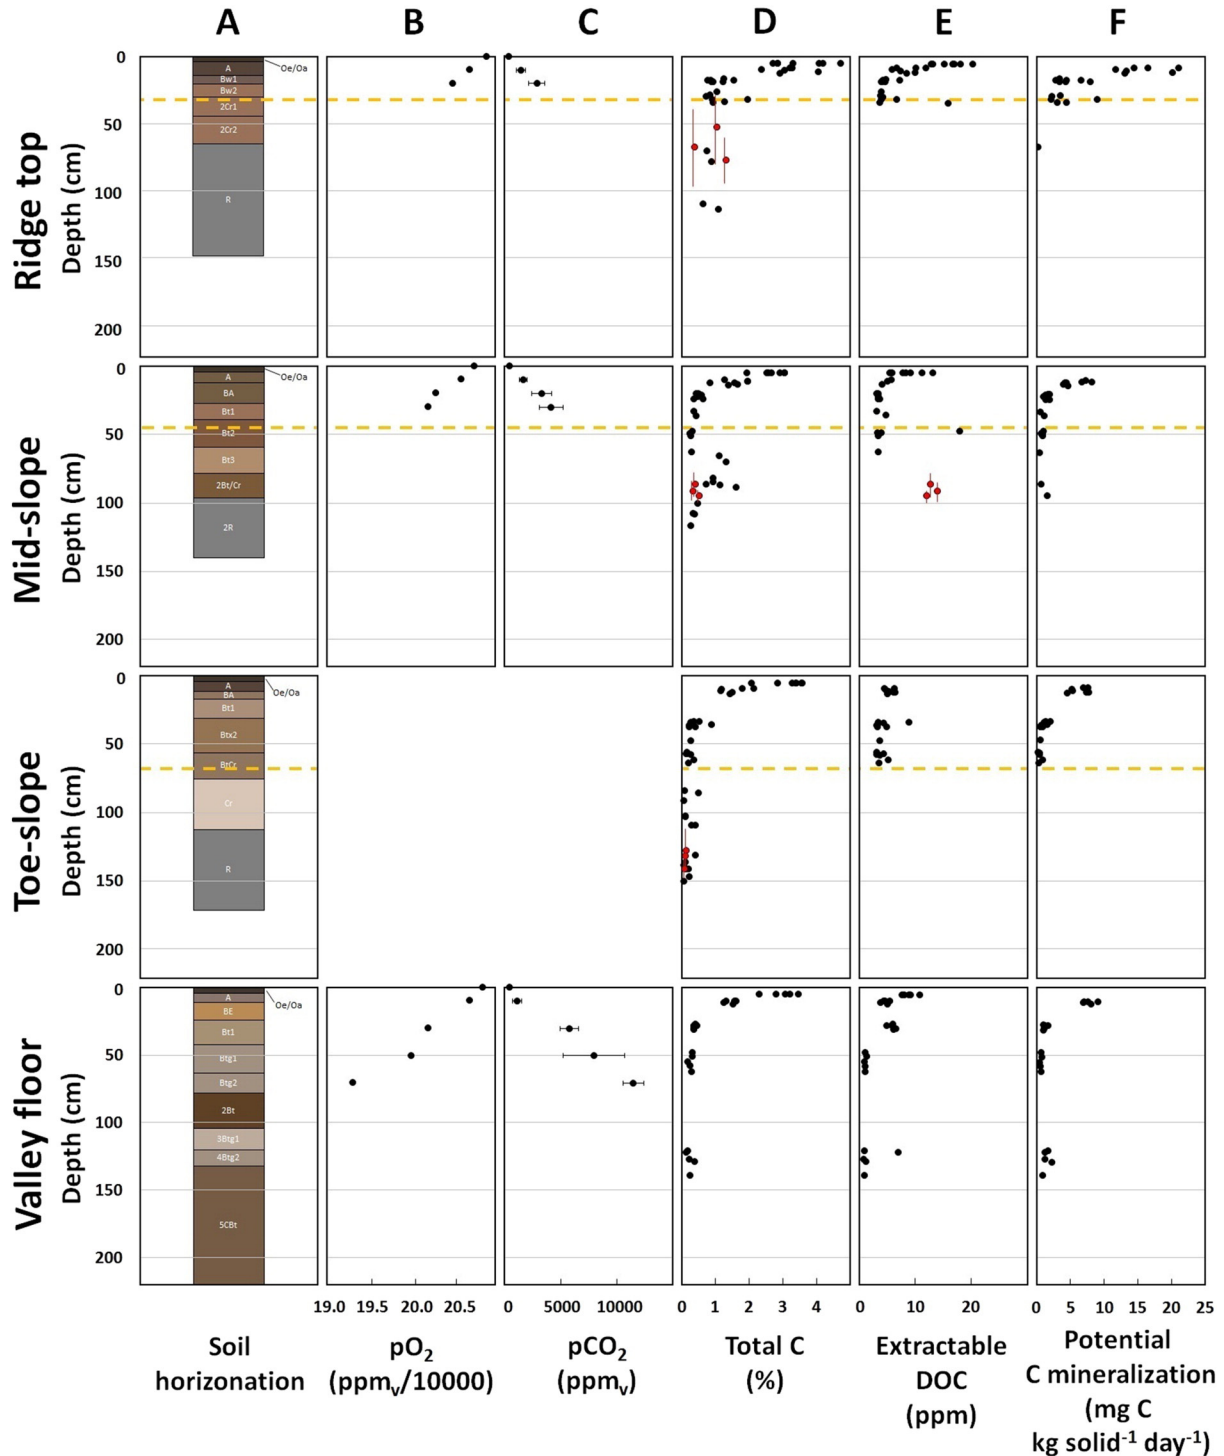 A B C D E F
Ridge top
Depth (cm)
0
50
100
150
200
Oe/Oa
A
Bw1
Bw2
2Cr1
2Cr2
R
Mid-slope
Depth (cm)
0
50
100
150
200
Oe/Oa
A
BA
Bt1
Bt2
Bt3
2Bt/Cr
2R
Toe-slope
Depth (cm)
0
50
100
150
200
Oe/Oa
A
BA
Bt1
Btx2
BtCr
Cr
R
Valley floor
Depth (cm)
0
50
100
150
200
Oe/Oa
A
BE
Bt1
Btg1
Btg2
2Bt
3Btg1
4Btg2
5CBt
19.0 19.5 20.0 20.5
0 5000 10000
0 1 2 3 4
0 10 20
0 5 10 15 20 25
Soil
horizonation
pO₂
(ppmᵥ/10000)
pCO₂
(ppmᵥ)
Total C
(%)
Extractable
DOC
(ppm)
Potential
C mineralization
(mg C
kg solid⁻¹ day⁻¹)